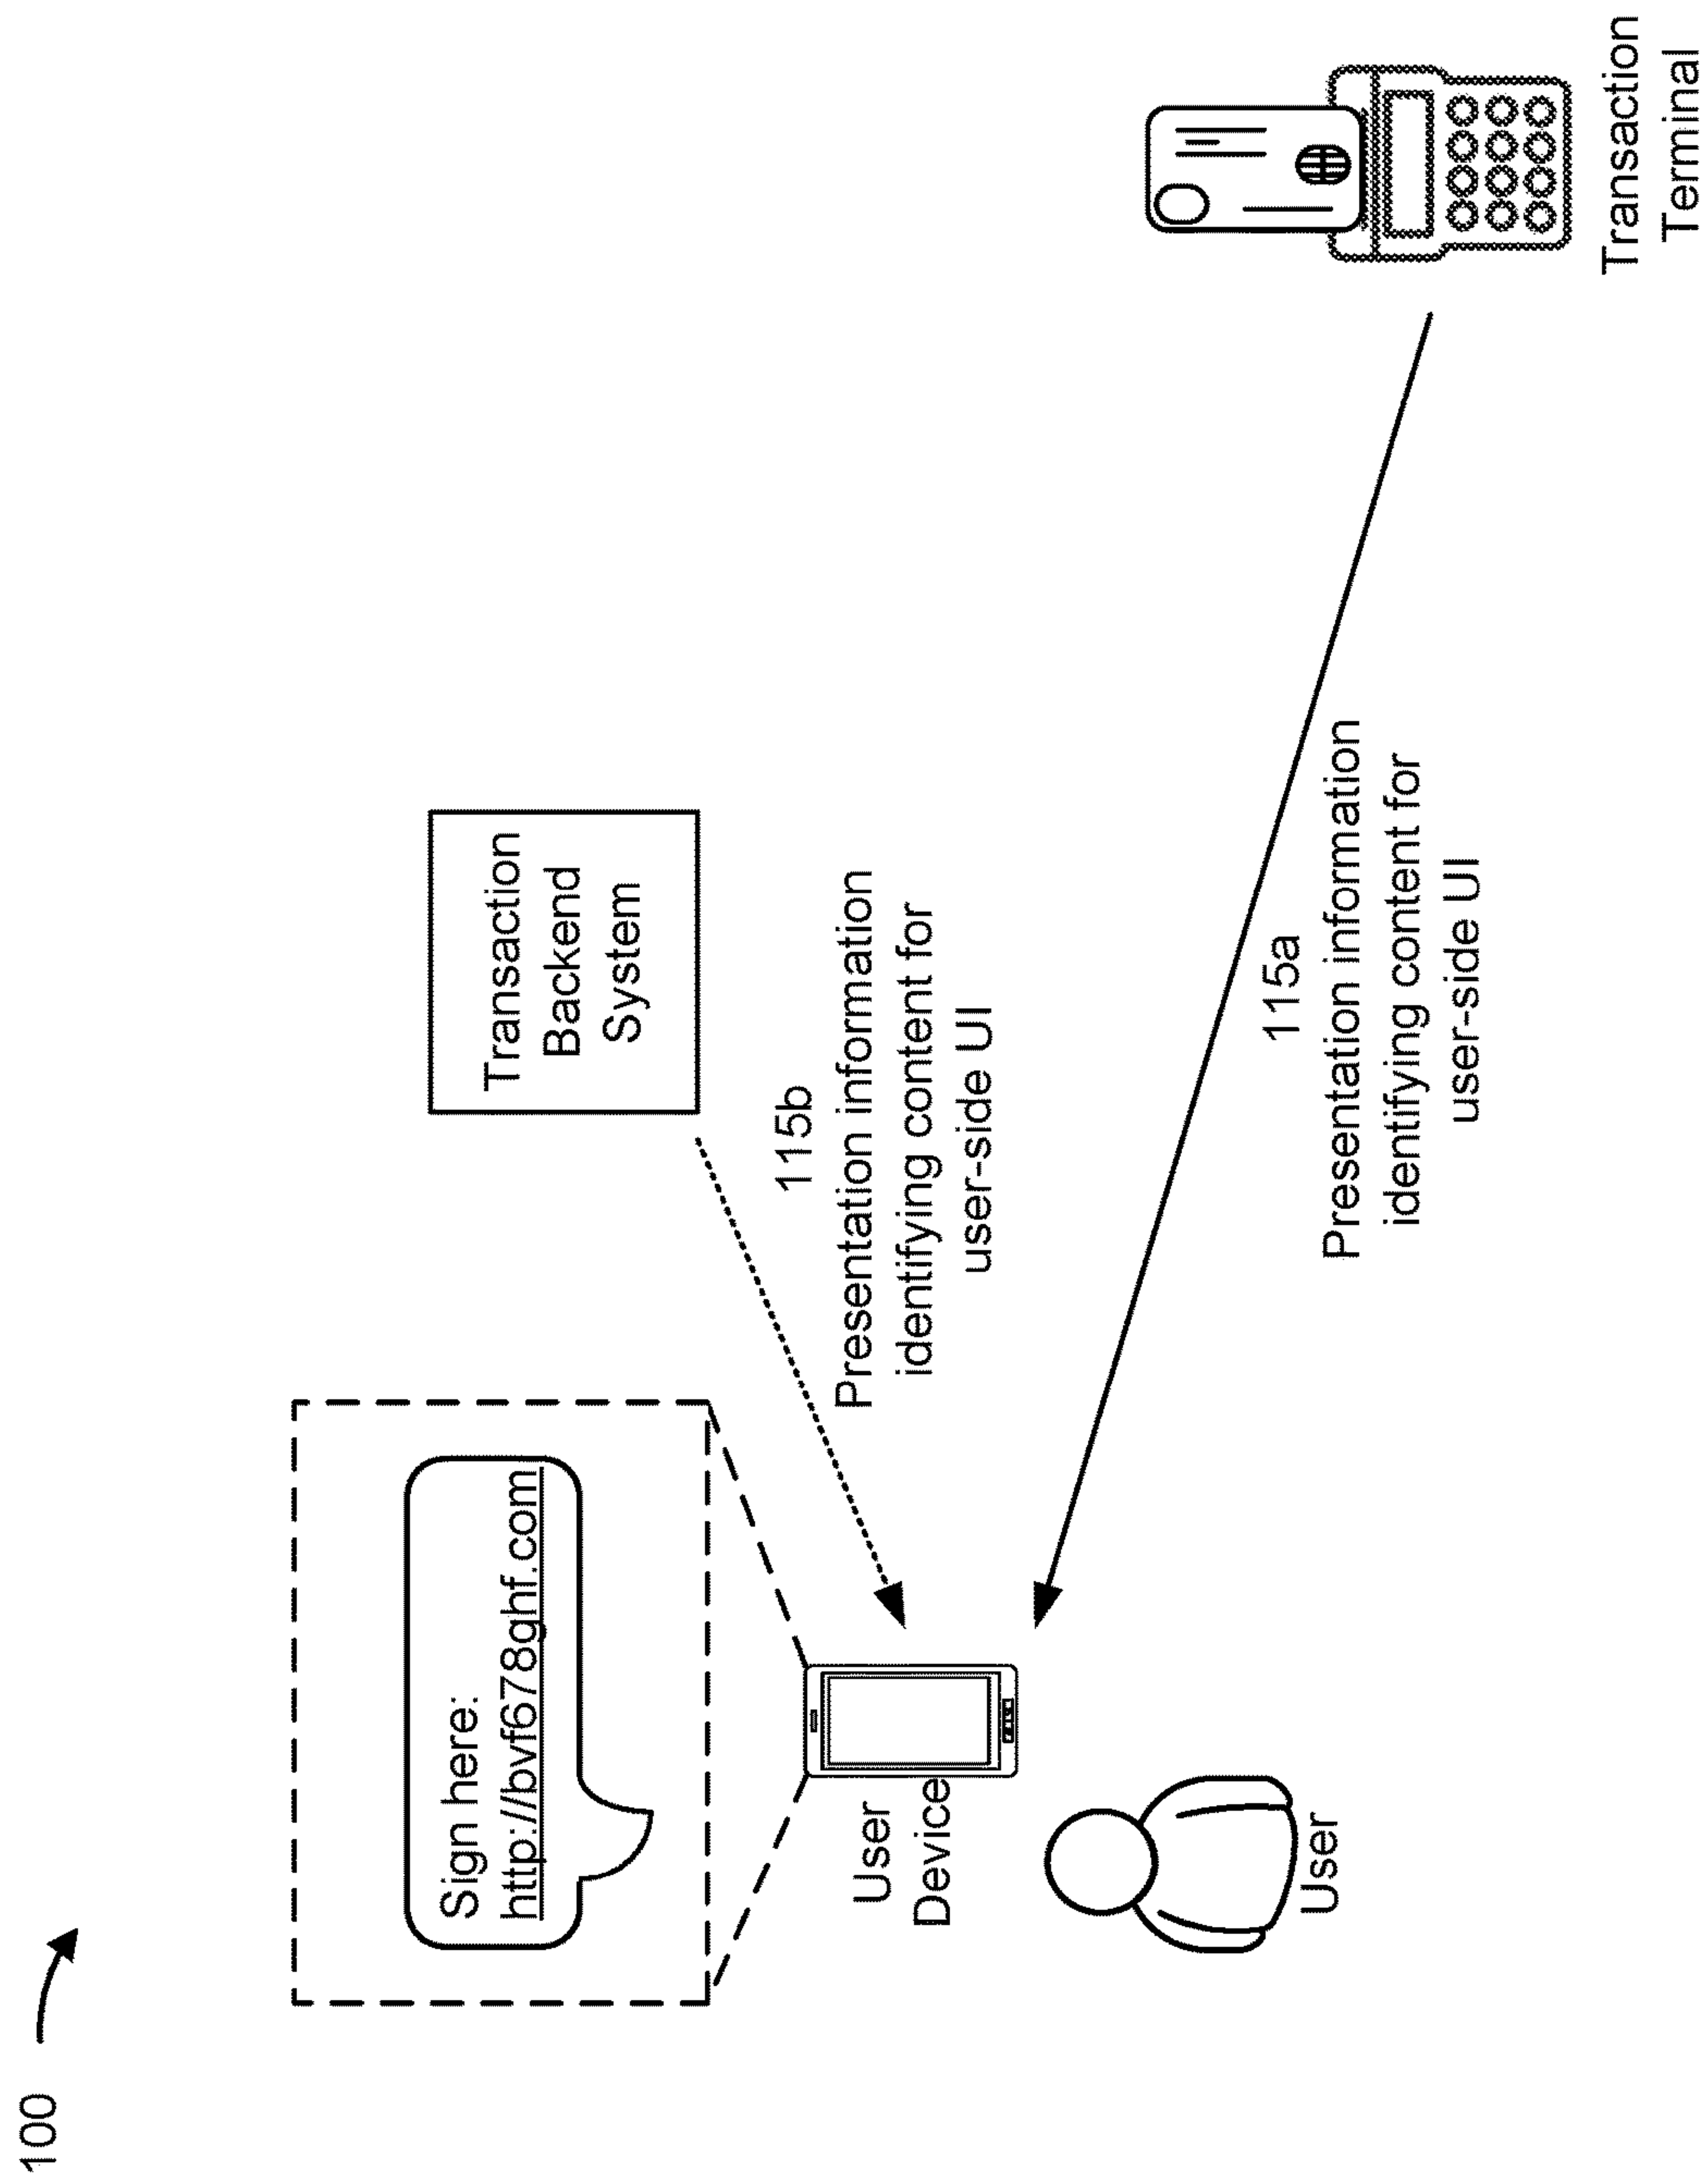 100
Sign here:
http://bvf678ghf.com
Transaction
Backend
System
User
Device
115b
Presentation information
identifying content for
user-side UI
115a
Presentation information
identifying content for
user-side UI
User
Transaction
Terminal